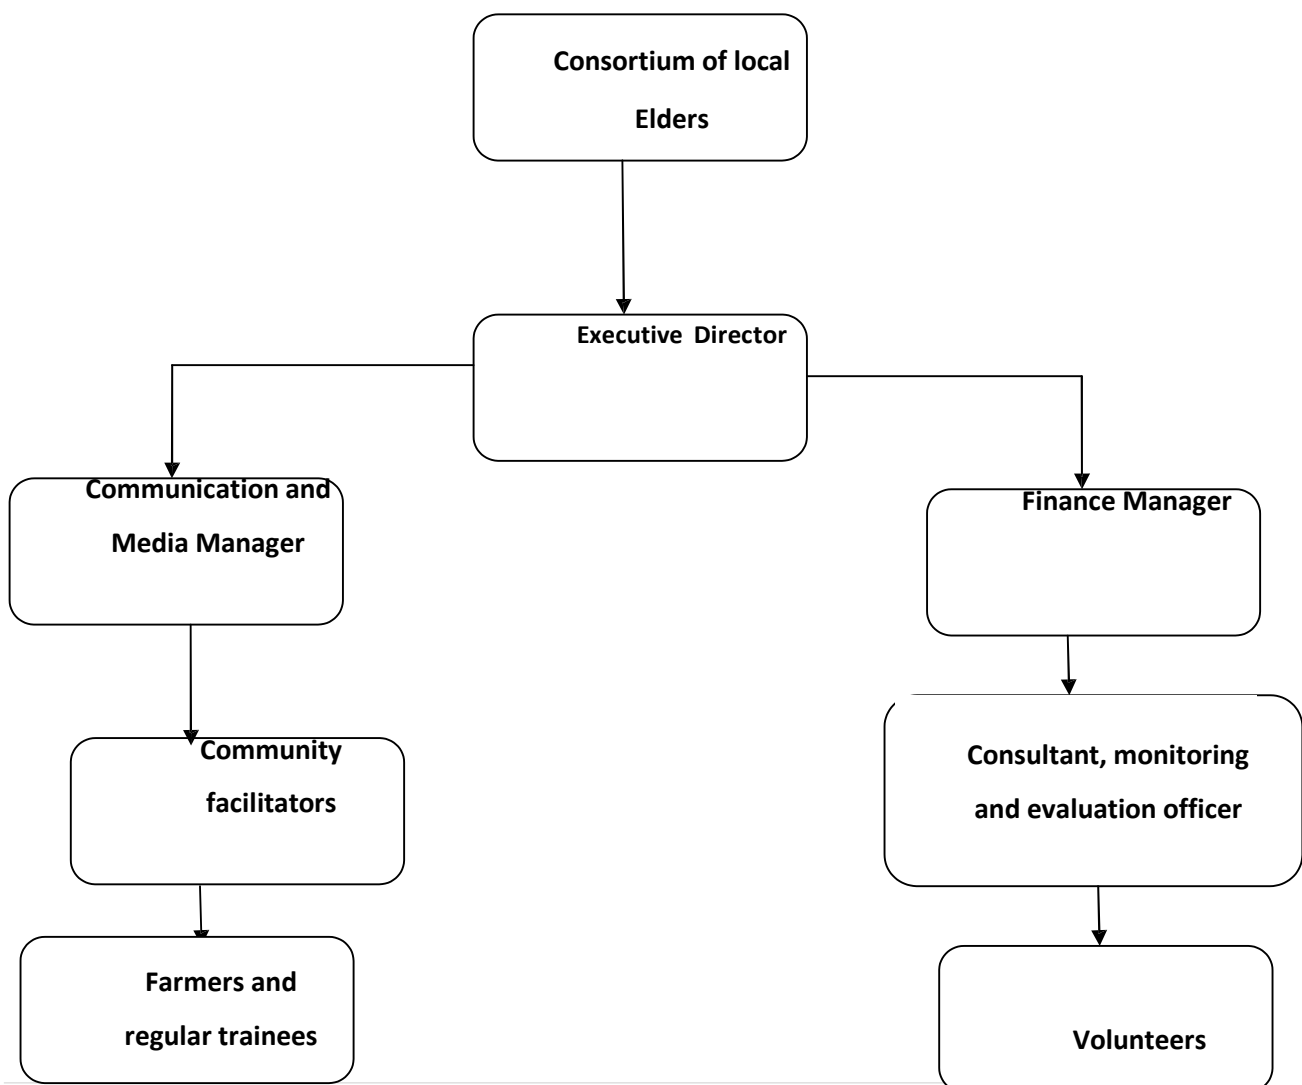 Consortium of local
Elders
Executive Director
Communication and
Media Manager
Finance Manager
Community
facilitators
Consultant, monitoring
and evaluation officer
Farmers and
regular trainees
Volunteers